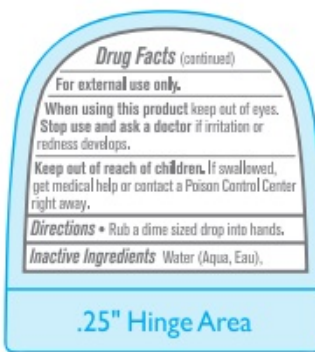 Drug Facts (continued)
For external use only.
When using this product keep out of eyes.
Stop use and ask a doctor if irritation or
redness develops.
Keep out of reach of children. If swallowed,
get medical help or contact a Poison Control Center
right away.
Directions • Rub a dime sized drop into hands.
Inactive Ingredients Water (Aqua, Eau),
.25" Hinge Area